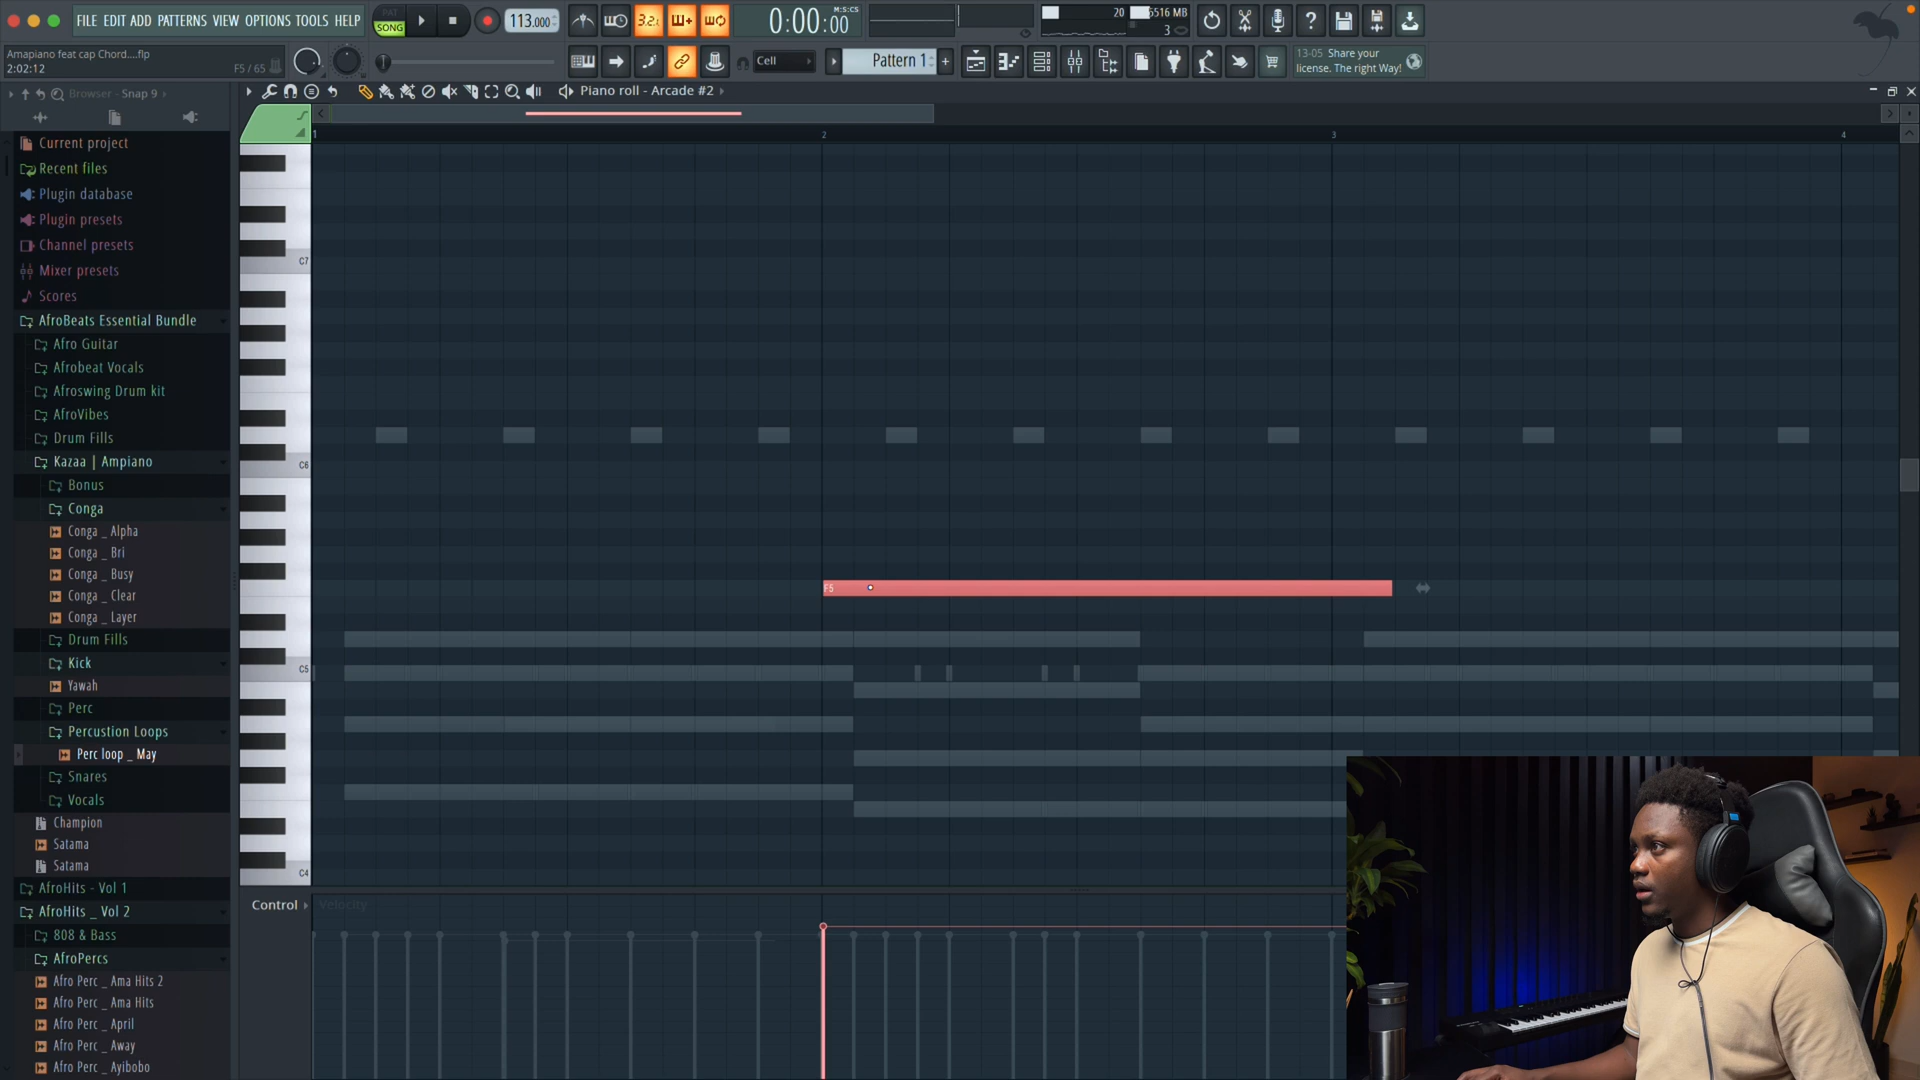 FILE EDIT ADD PATTERNS VIEW OPTIONS TOOLS HELP
PAT
SONG
113.000
3.2.
0:00:00
M:S:CS
20
5516 MB
3
Amapiano feat cap Chord....flp
2:02:12
F5 / 65
Cell
Pattern 1
+
13-05 Share your
license. The right Way!
Browser - Snap 9
Piano roll - Arcade #2
1
2
3
4
Current project
Recent files
Plugin database
Plugin presets
Channel presets
Mixer presets
Scores
AfroBeats Essential Bundle
Afro Guitar
Afrobeat Vocals
Afroswing Drum kit
AfroVibes
Drum Fills
Kazaa | Ampiano
Bonus
Conga
Conga _ Alpha
Conga _ Bri
Conga _ Busy
Conga _ Clear
Conga _ Layer
Drum Fills
Kick
Yawah
Perc
Percustion Loops
Perc loop _ May
Snares
Vocals
Champion
Satama
Satama
AfroHits - Vol 1
AfroHits _ Vol 2
808 & Bass
AfroPercs
Afro Perc _ Ama Hits 2
Afro Perc _ Ama Hits
Afro Perc _ April
Afro Perc _ Away
Afro Perc _ Ayibobo
C7
C6
F5
C5
C4
Control
Velocity